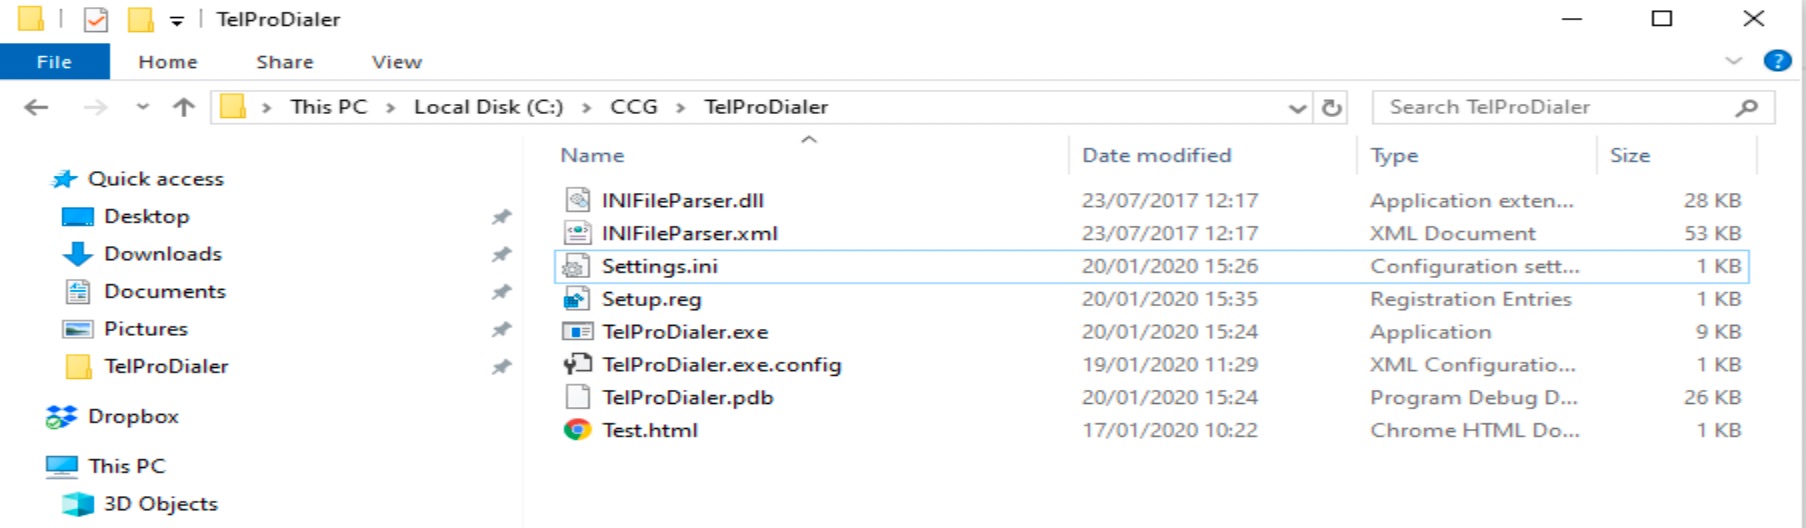 TelProDialer
File Home Share View
This PC Local Disk (C:) CCG TelProDialer Search TelProDialer
Name Date modified Type Size
Quick access
Desktop
Downloads
Documents
Pictures
TelProDialer
Dropbox
This PC
3D Objects
INIFileParser.dll 23/07/2017 12:17 Application exten... 28 KB
INIFileParser.xml 23/07/2017 12:17 XML Document 53 KB
Settings.ini 20/01/2020 15:26 Configuration sett... 1 KB
Setup.reg 20/01/2020 15:35 Registration Entries 1 KB
TelProDialer.exe 20/01/2020 15:24 Application 9 KB
TelProDialer.exe.config 19/01/2020 11:29 XML Configuratio... 1 KB
TelProDialer.pdb 20/01/2020 15:24 Program Debug D... 26 KB
Test.html 17/01/2020 10:22 Chrome HTML Do... 1 KB